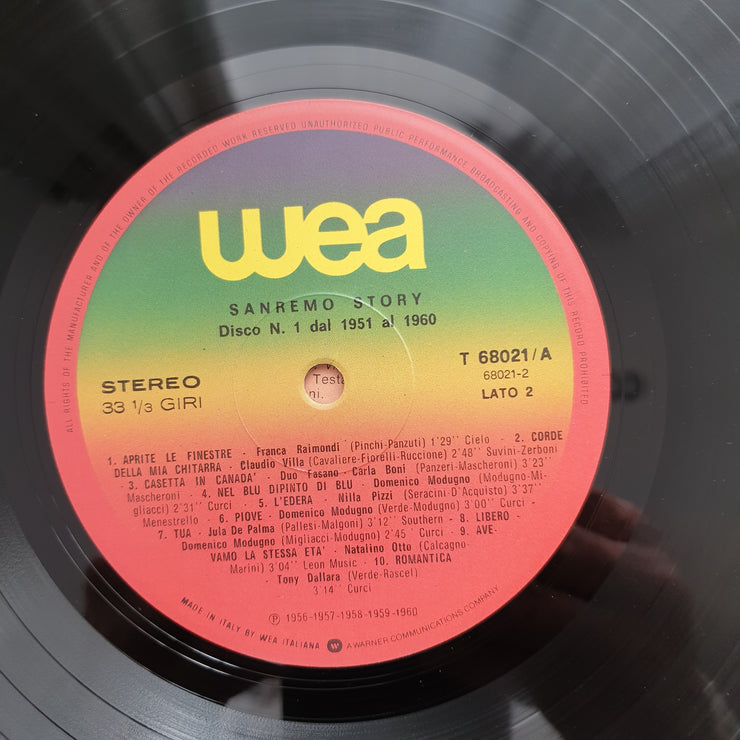 ALL RIGHTS OF THE MANUFACTURER AND OF THE OWNER OF THE RECORDED WORK RESERVED UNAUTHORIZED PUBLIC PERFORMANCE BROADCASTING AND COPYING OF THIS RECORD PROHIBITED
wea
SANREMO STORY
Disco N. 1 dal 1951 al 1960
T 68021/A
68021-2
LATO 2
STEREO
33 1/3 GIRI
Testa
ni.
1. APRITE LE FINESTRE - Franca Raimondi (Pinchi-Panzuti) 1'29'' Cielo - 2. CORDE
DELLA MIA CHITARRA - Claudio Villa (Cavaliere-Fiorelli-Ruccione) 2'48'' Suvini-Zerboni
- 3. CASETTA IN CANADA' - Duo Fasano - Carla Boni (Panzeri-Mascheroni) 3'23''
Mascheroni - 4. NEL BLU DIPINTO DI BLU - Domenico Modugno (Modugno-Mi-
gliacci) 2'31'' Curci - 5. L'EDERA - Nilla Pizzi (Seracini-D'Acquisto) 3'37''
Menestrello - 6. PIOVE - Domenico Modugno (Verde-Modugno) 3'00'' Curci -
7. TUA - Jula De Palma (Pallesi-Malgoni) 3'12'' Southern - 8. LIBERO -
Domenico Modugno (Migliacci-Modugno) 2'45'' Curci - 9. AVE-
VAMO LA STESSA ETA' - Natalino Otto (Calcagno-
Marini) 3'04'' Leon Music - 10. ROMANTICA -
Tony Dallara (Verde-Rascel)
3'14'' Curci
Ⓟ 1956-1957-1958-1959-1960
MADE IN ITALY BY WEA ITALIANA A WARNER COMMUNICATIONS COMPANY